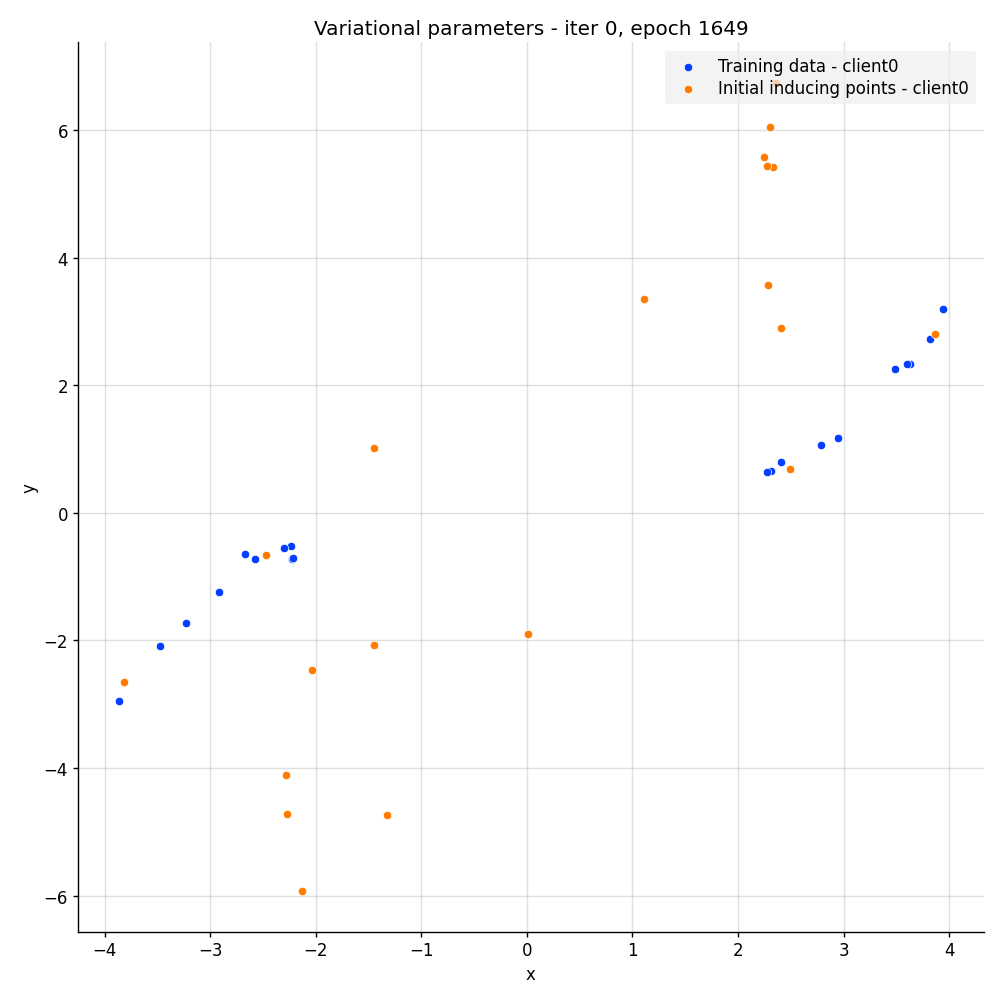 Variational parameters - iter 0, epoch 1649
Training data - client0
Initial inducing points - client0
6
4
2
0
−2
−4
−6
y
−4 −3 −2 −1 0 1 2 3 4
x